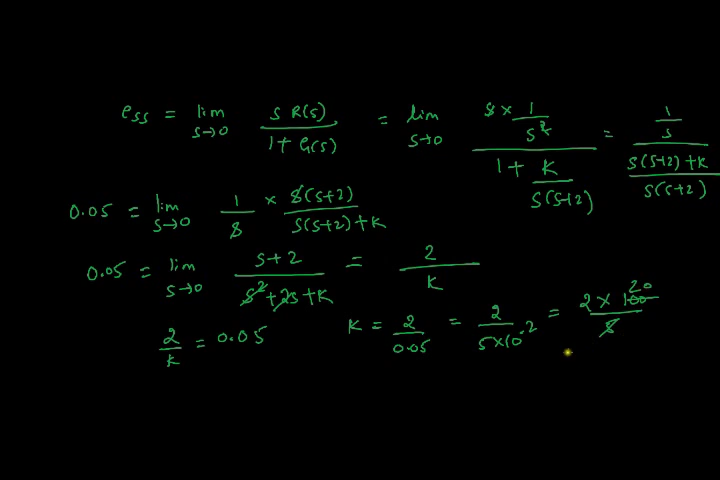 e_ss = lim s→0 s R(s) / 1 + G(s) = lim s→0 s × 1/s² / 1 + K/s(s+2) = 1/s / s(s+2)+K / s(s+2)
0.05 = lim s→0 1/s × s(s+2) / s(s+2)+K
0.05 = lim s→0 s+2 / s²+2s+K = 2/K
2/K = 0.05 K = 2/0.05 = 2/5×10^-2 = 2 × 100 20 / 5